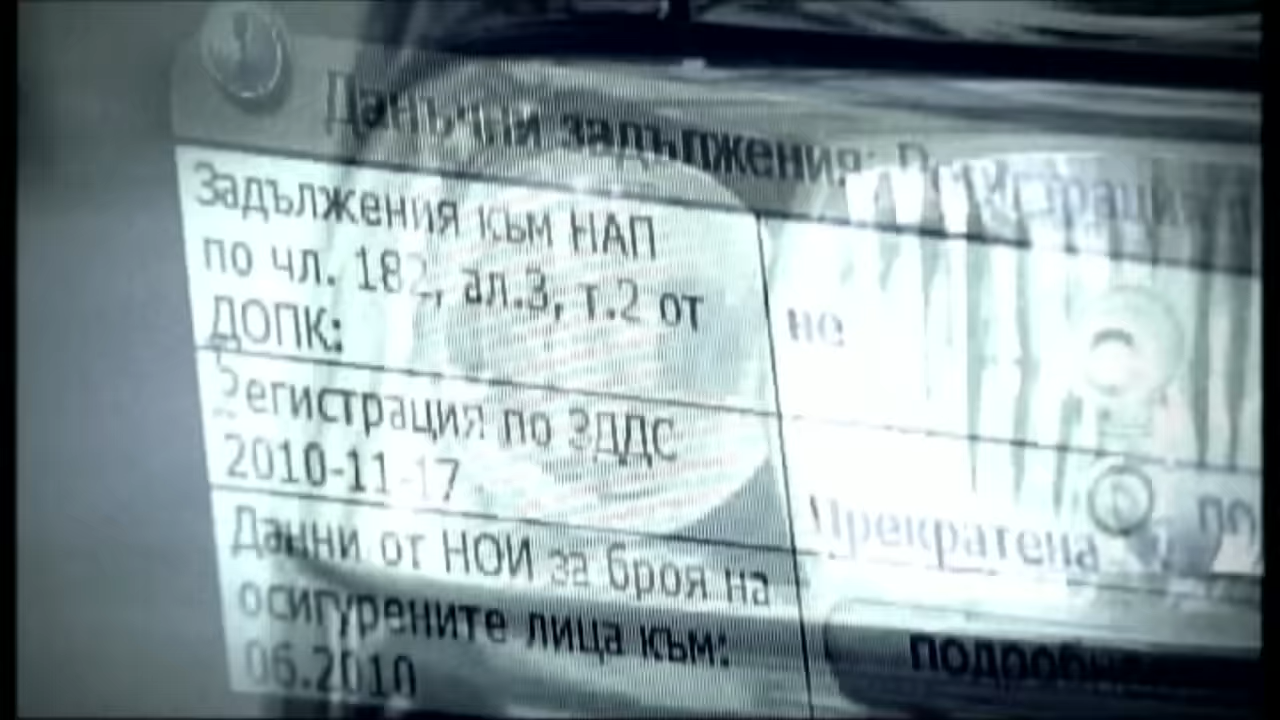 Данъчни задължения: Регистрация
Задължения към НАП
по чл. 182, ал.3, т.2 от
ДОПК:
не
Регистрация по ЗДДС
2010-11-17
Прекратена
Данни от НОИ за броя на
осигурените лица към:
06.2010